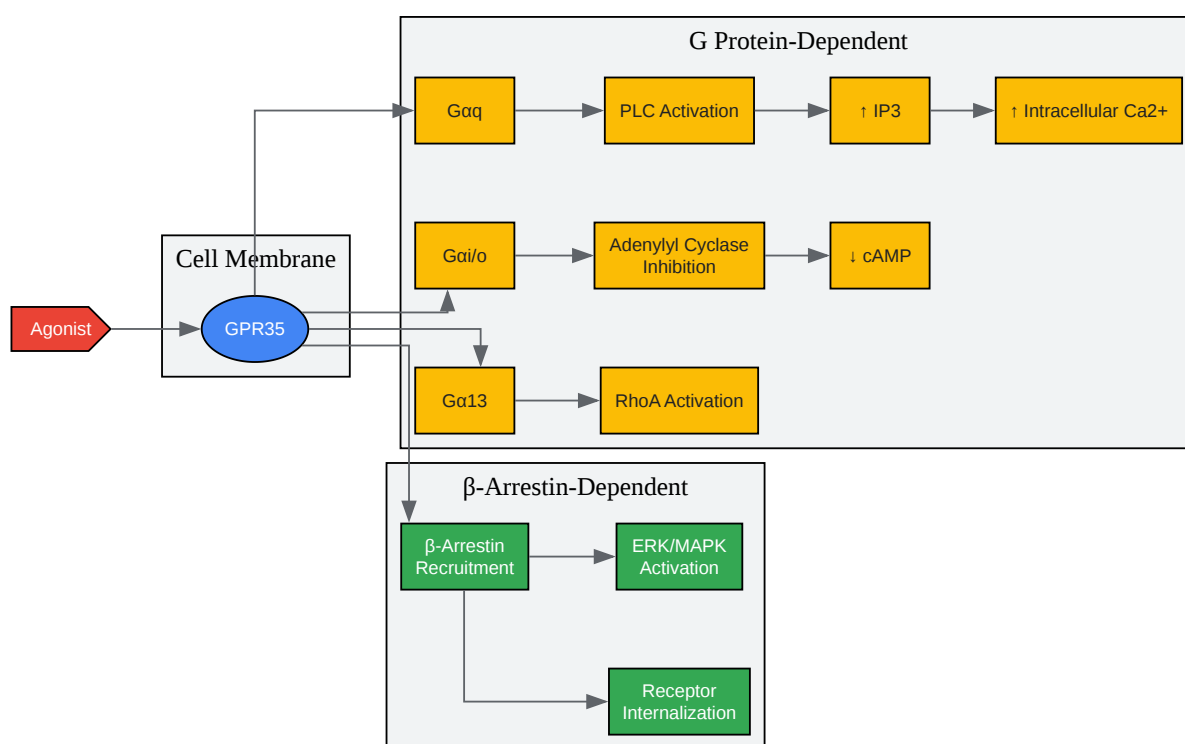 G Protein-Dependent
Gαq
PLC Activation
↑ IP3
↑ Intracellular Ca2+
Cell Membrane
Gαi/o
Adenylyl Cyclase
Inhibition
↓ cAMP
Agonist
GPR35
Gα13
RhoA Activation
β-Arrestin-Dependent
β-Arrestin
Recruitment
ERK/MAPK
Activation
Receptor
Internalization